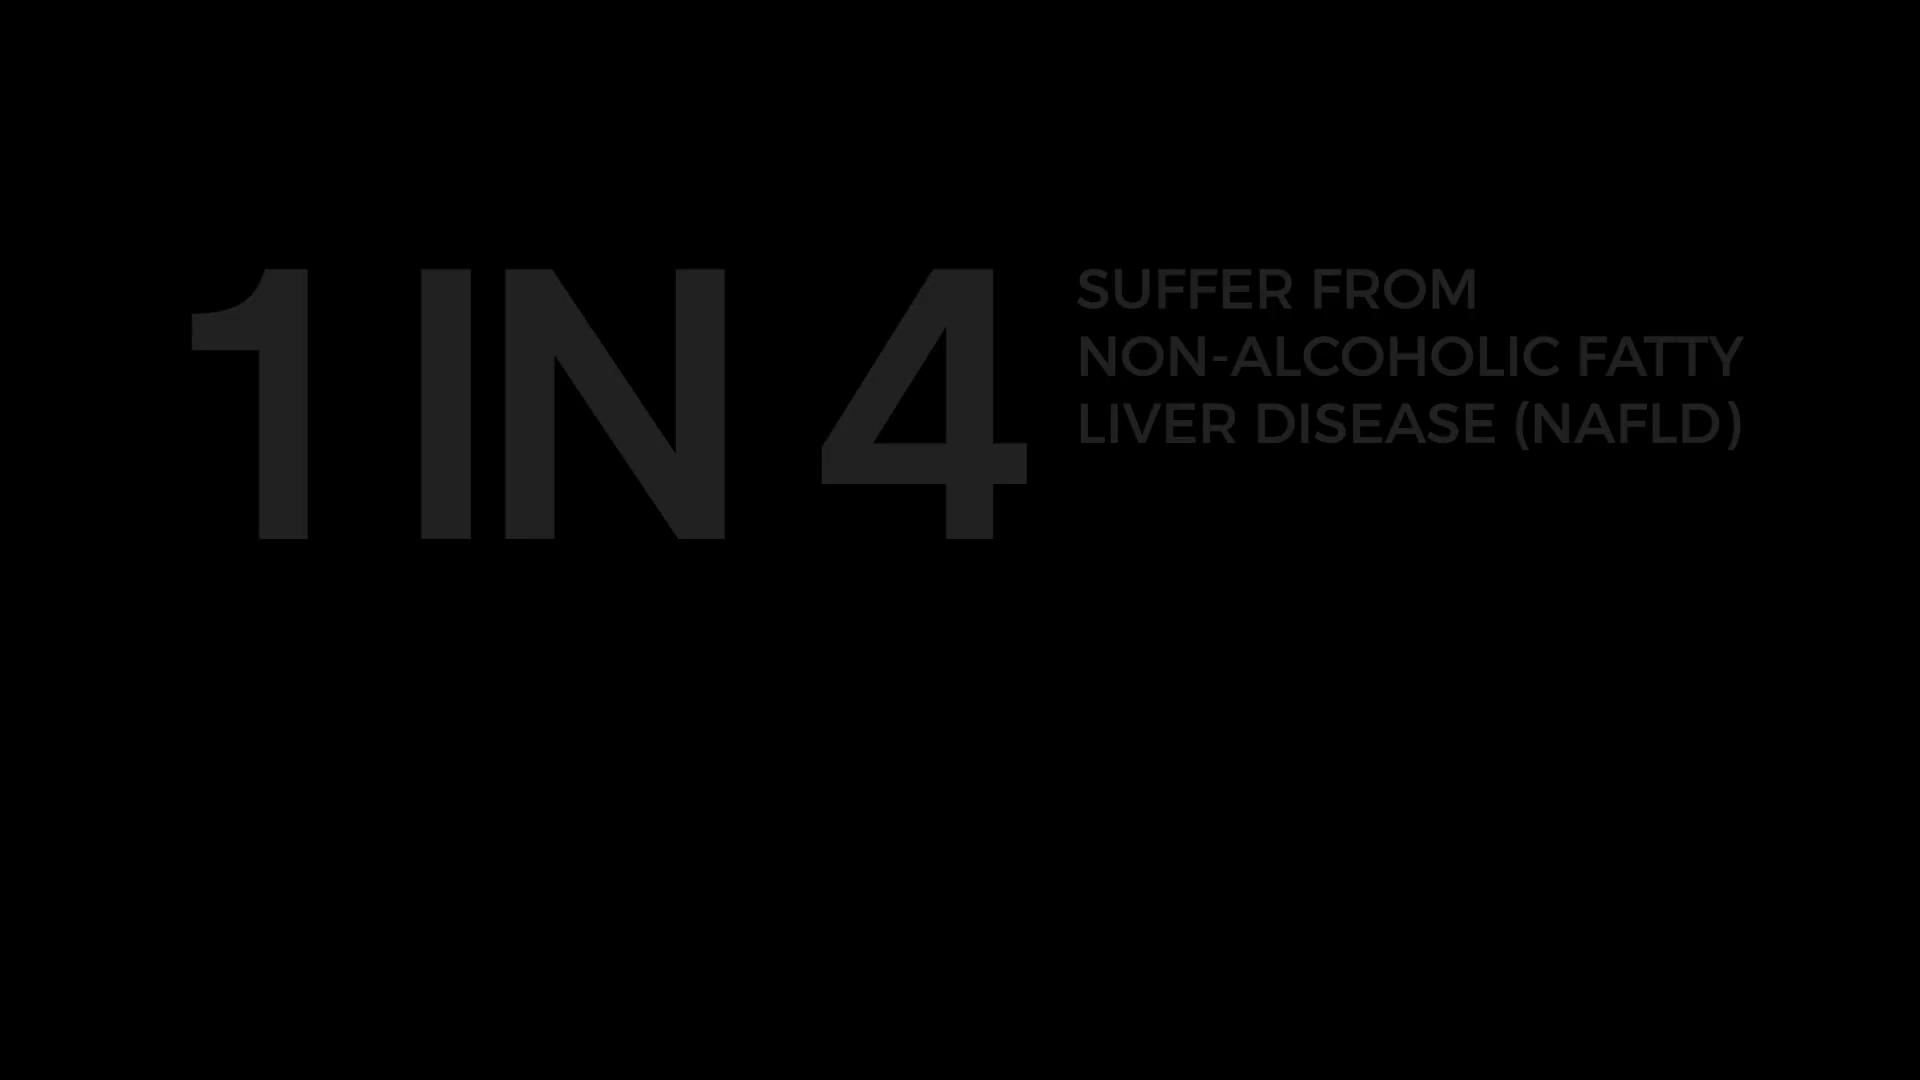 1 IN 4
SUFFER FROM
NON-ALCOHOLIC FATTY
LIVER DISEASE (NAFLD)